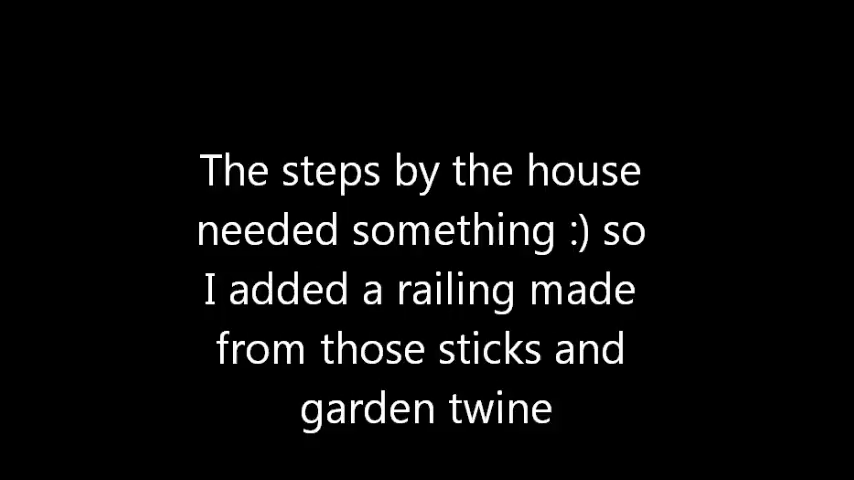 The steps by the house
needed something :) so
I added a railing made
from those sticks and
garden twine